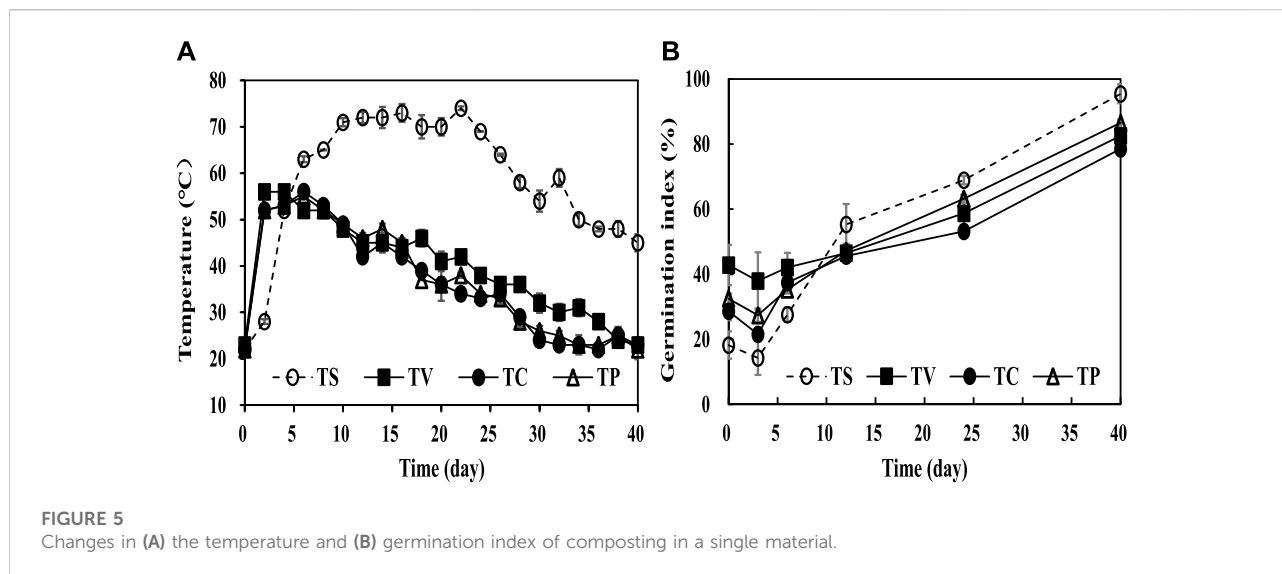 A
B
Temperature (°C)
80
70
60
50
40
30
20
10
TS TV TC TP
0 5 10 15 20 25 30 35 40
Time (day)
Germination index (%)
100
80
60
40
20
0
TS TV TC TP
0 5 10 15 20 25 30 35 40
Time (day)
FIGURE 5
Changes in (A) the temperature and (B) germination index of composting in a single material.